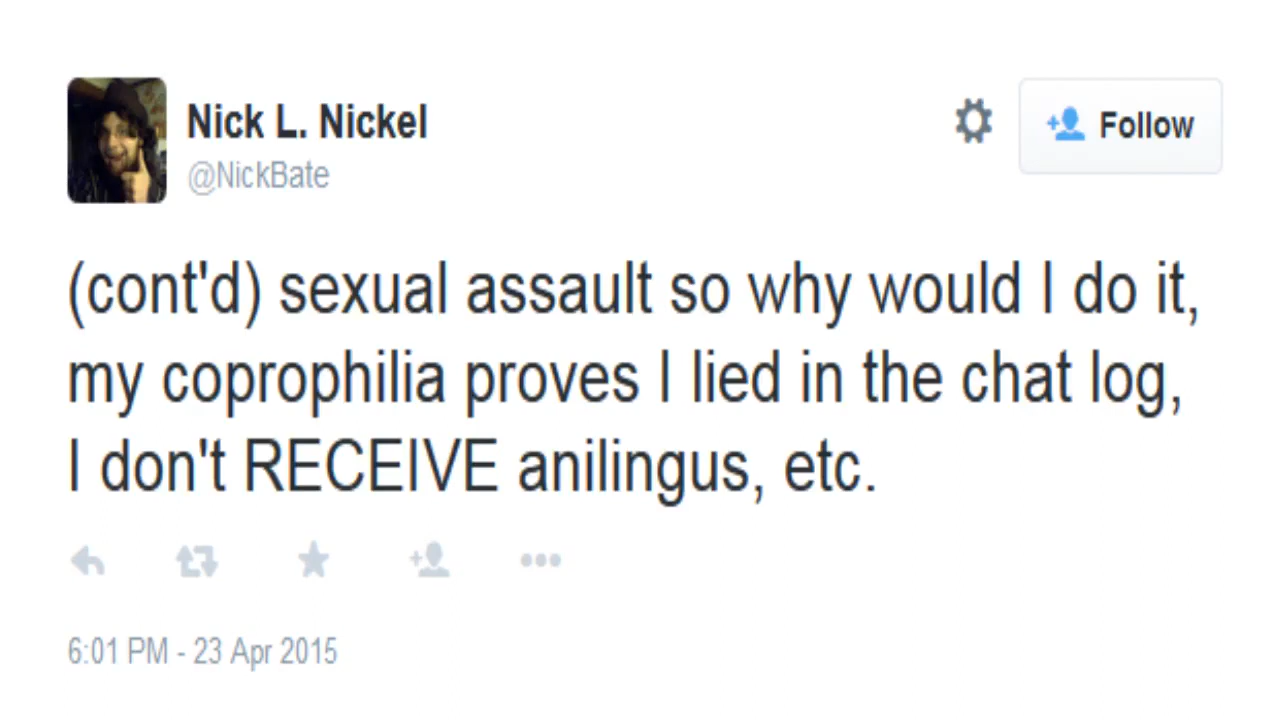 Nick L. Nickel
@NickBate
Follow
(cont'd) sexual assault so why would I do it,
my coprophilia proves I lied in the chat log,
I don't RECEIVE anilingus, etc.
6:01 PM - 23 Apr 2015